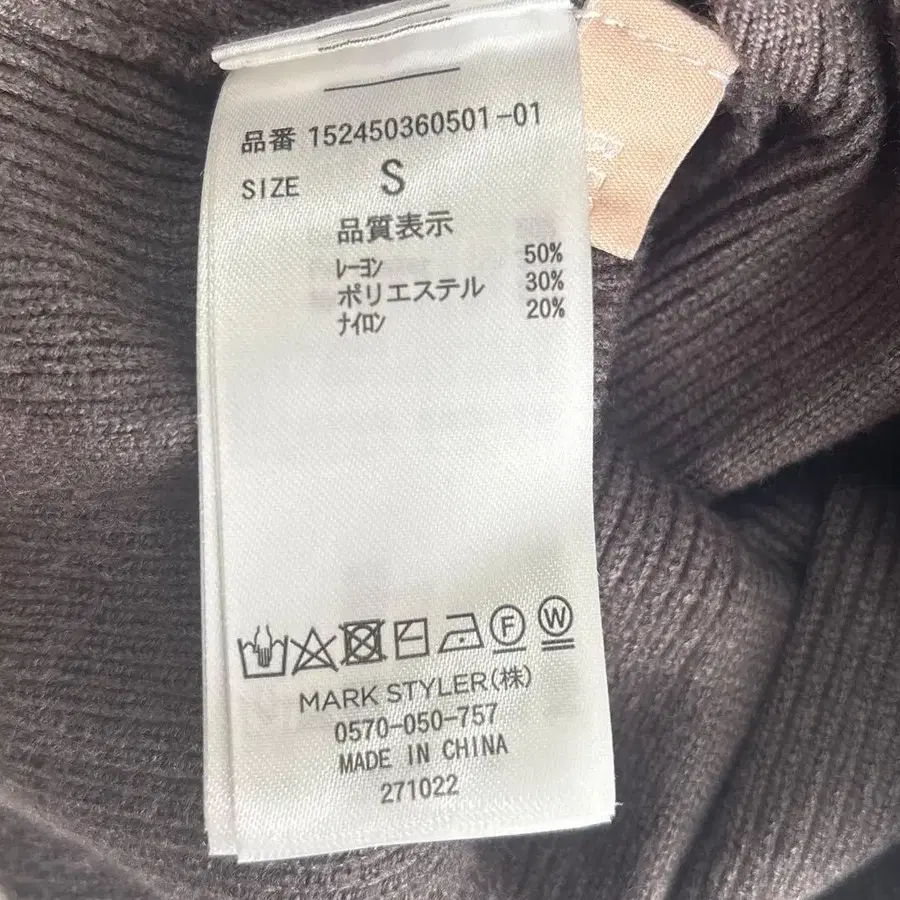 品番 152450360501-01
SIZE S
品質表示
レーヨン 50%
ポリエステル 30%
ナイロン 20%
F W
MARK STYLER(株)
0570-050-757
MADE IN CHINA
271022